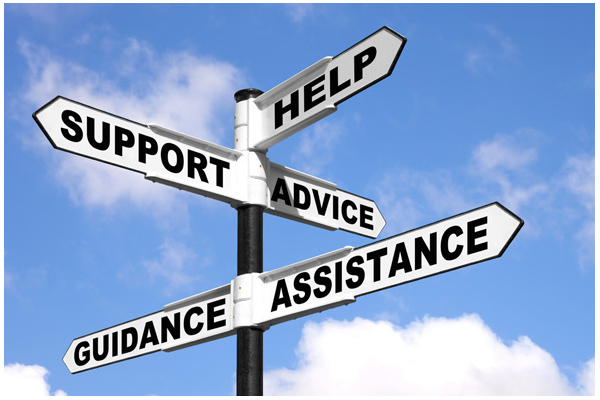 HELP
SUPPORT
ADVICE
ASSISTANCE
GUIDANCE